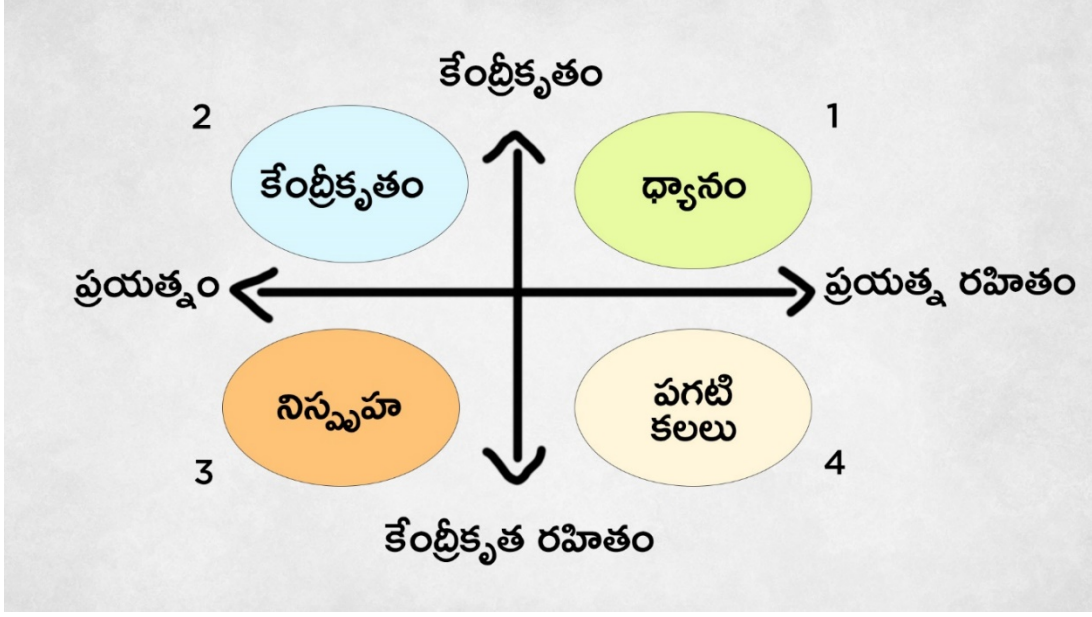 కేంద్రీకృతం
2
1
కేంద్రీకృతం
ధ్యానం
ప్రయత్నం
ప్రయత్న రహితం
నిస్పృహ
పగటి
కలలు
3
4
కేంద్రీకృత రహితం